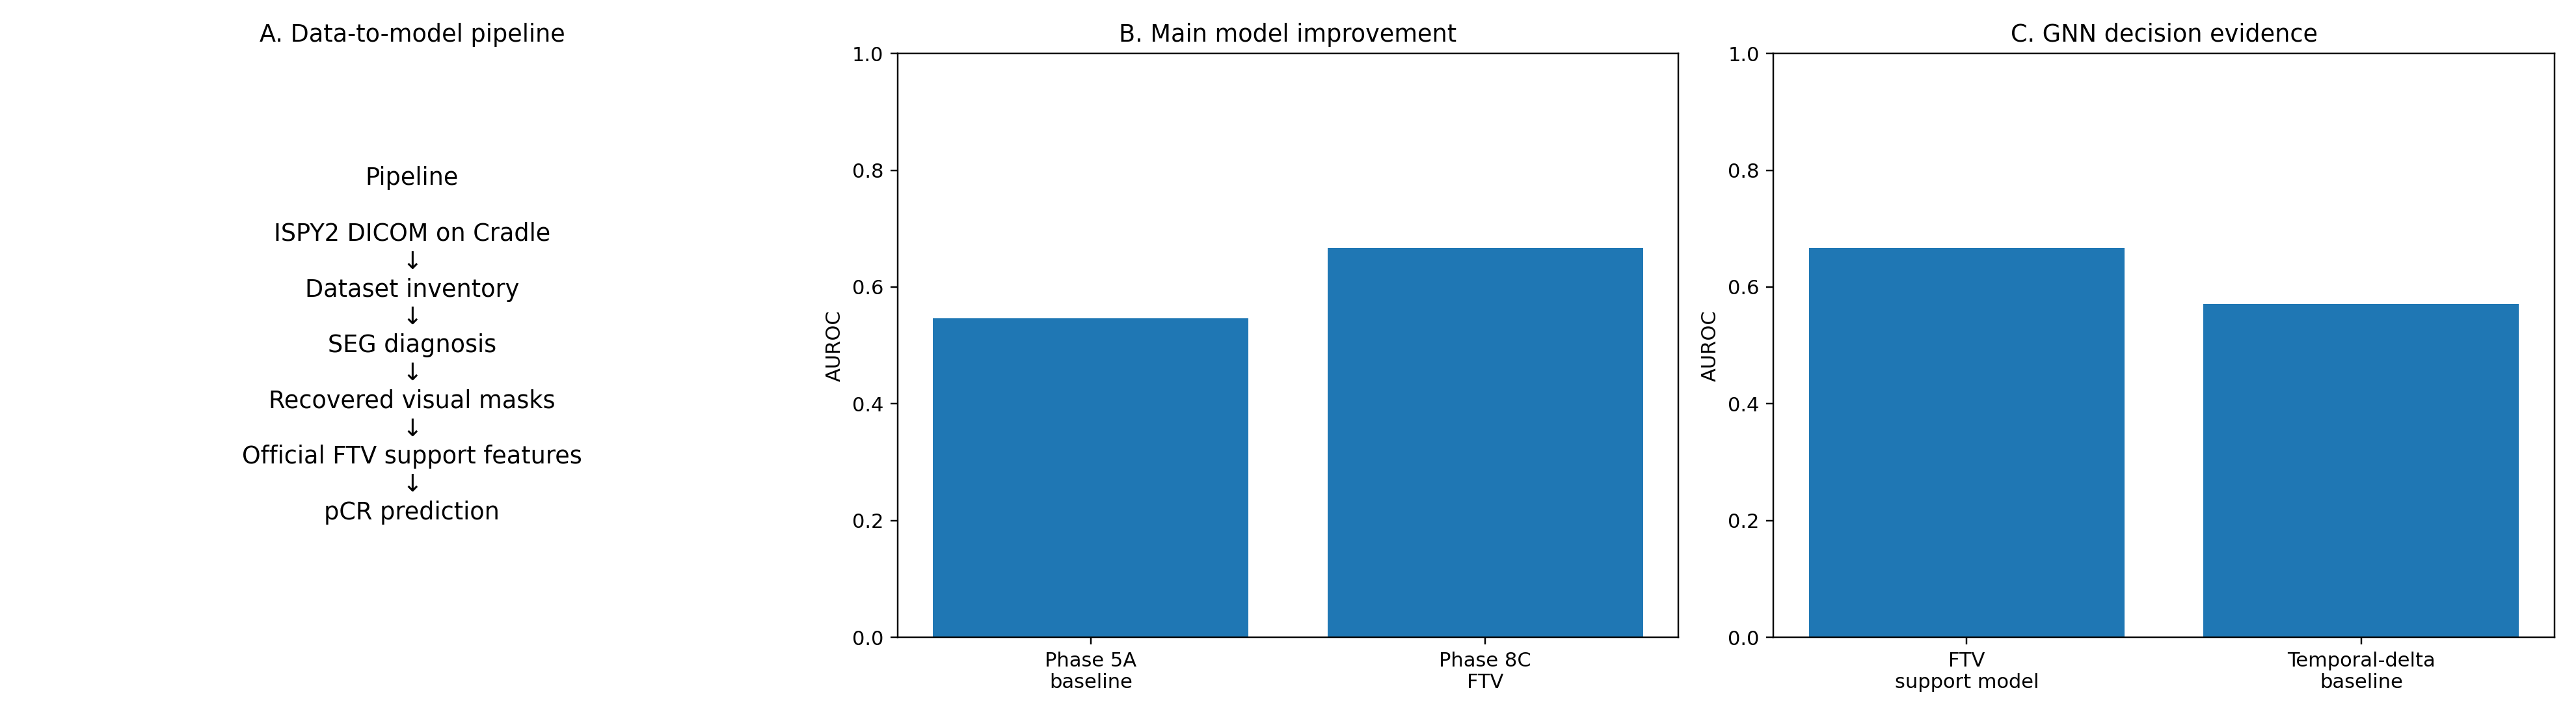 A. Data-to-model pipeline
Pipeline
ISPY2 DICOM on Cradle
↓
Dataset inventory
↓
SEG diagnosis
↓
Recovered visual masks
↓
Official FTV support features
↓
pCR prediction
B. Main model improvement
1.0
0.8
0.6
0.4
0.2
0.0
AUROC
Phase 5A
baseline
Phase 8C
FTV
C. GNN decision evidence
1.0
0.8
0.6
0.4
0.2
0.0
AUROC
FTV
support model
Temporal-delta
baseline